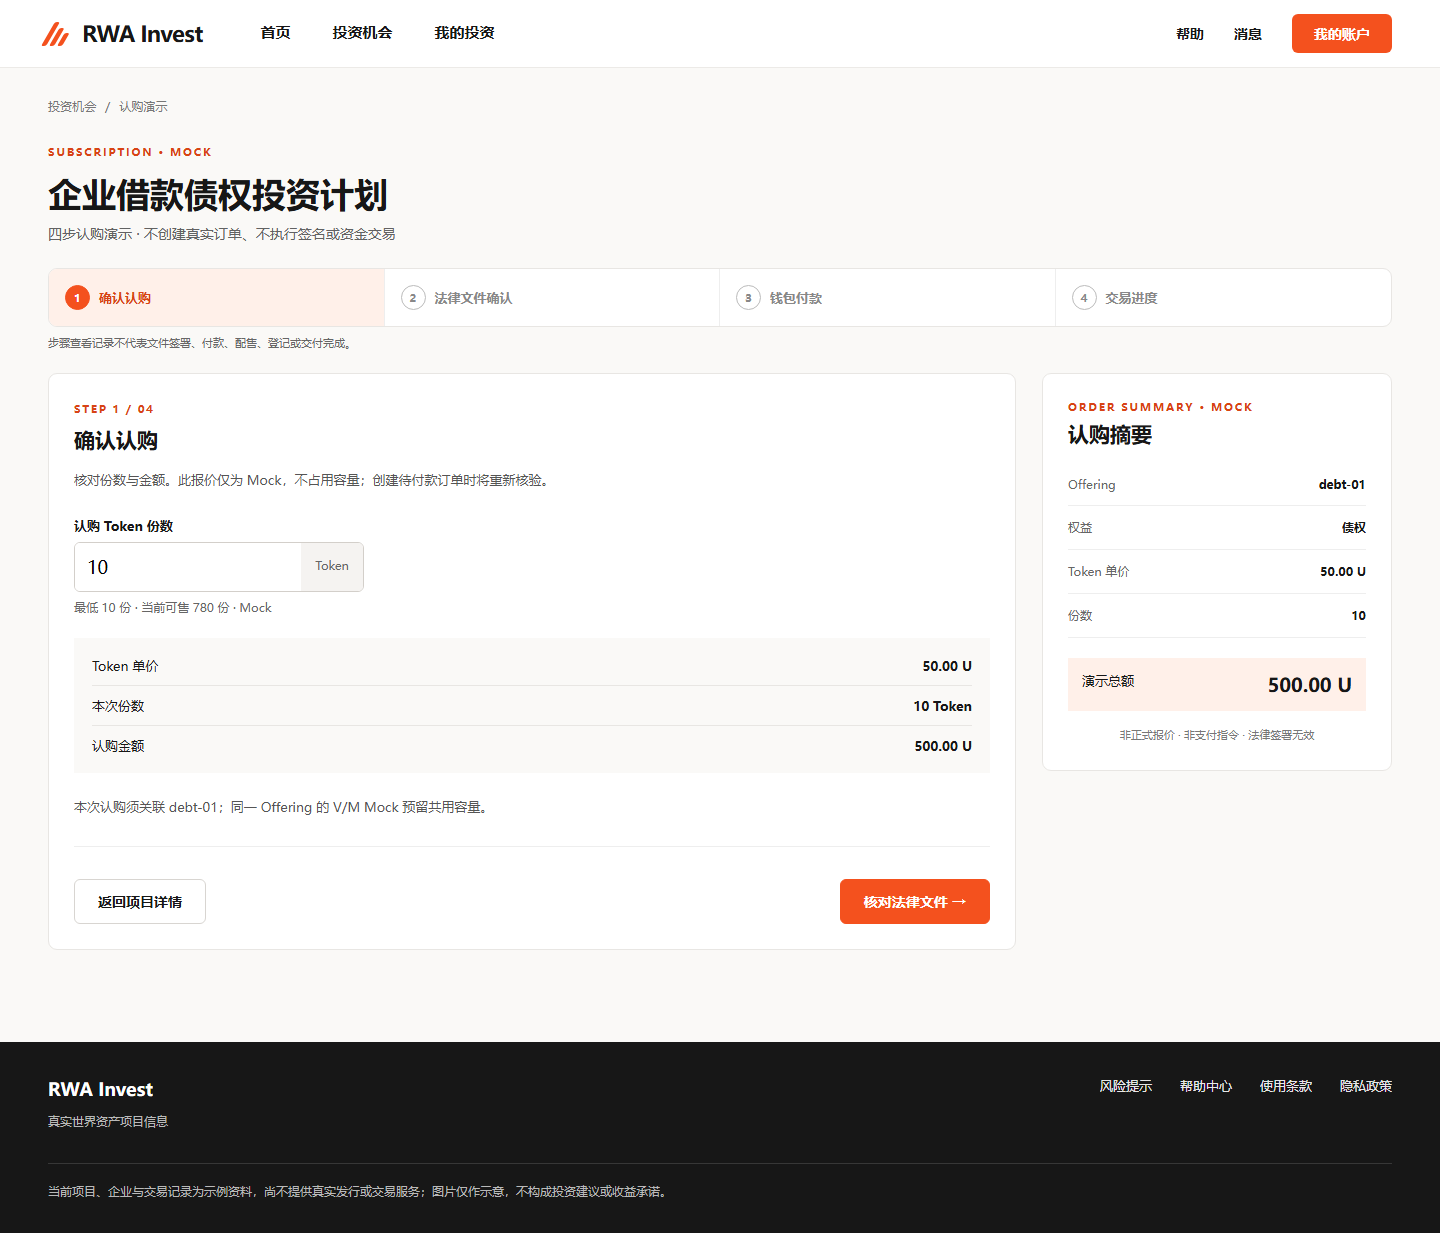 RWA Invest
首页
投资机会
我的投资
帮助
消息
我的账户
投资机会 / 认购演示
SUBSCRIPTION • MOCK
企业借款债权投资计划
四步认购演示 · 不创建真实订单、不执行签名或资金交易
1 确认认购
2 法律文件确认
3 钱包付款
4 交易进度
步骤查看记录不代表文件签署、付款、配售、登记或交付完成。
STEP 1 / 04
确认认购
核对份数与金额。此报价仅为 Mock，不占用容量；创建待付款订单时将重新核验。
认购 Token 份数
10 Token
最低 10 份 · 当前可售 780 份 · Mock
Token 单价 50.00 U
本次份数 10 Token
认购金额 500.00 U
本次认购须关联 debt-01；同一 Offering 的 V/M Mock 预留共用容量。
返回项目详情
核对法律文件 →
ORDER SUMMARY • MOCK
认购摘要
Offering debt-01
权益 债权
Token 单价 50.00 U
份数 10
演示总额 500.00 U
非正式报价 · 非支付指令 · 法律签署无效
RWA Invest
真实世界资产项目信息
风险提示
帮助中心
使用条款
隐私政策
当前项目、企业与交易记录为示例资料，尚不提供真实发行或交易服务；图片仅作示意，不构成投资建议或收益承诺。